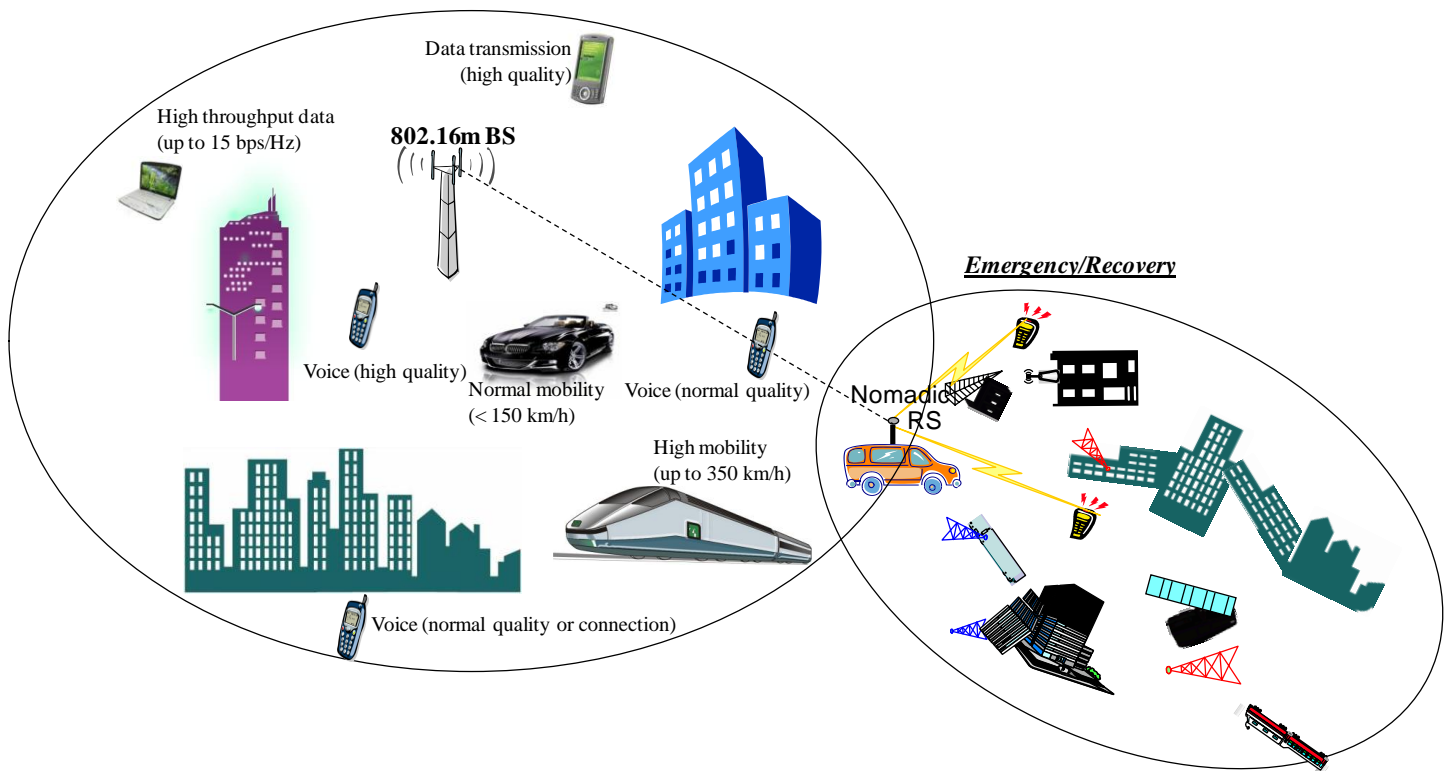 Data transmission
(high quality)
High throughput data
(up to 15 bps/Hz)
802.16m BS
Emergency/Recovery
Voice (high quality)
Normal mobility
(< 150 km/h)
Voice (normal quality)
Nomadic
RS
High mobility
(up to 350 km/h)
Voice (normal quality or connection)